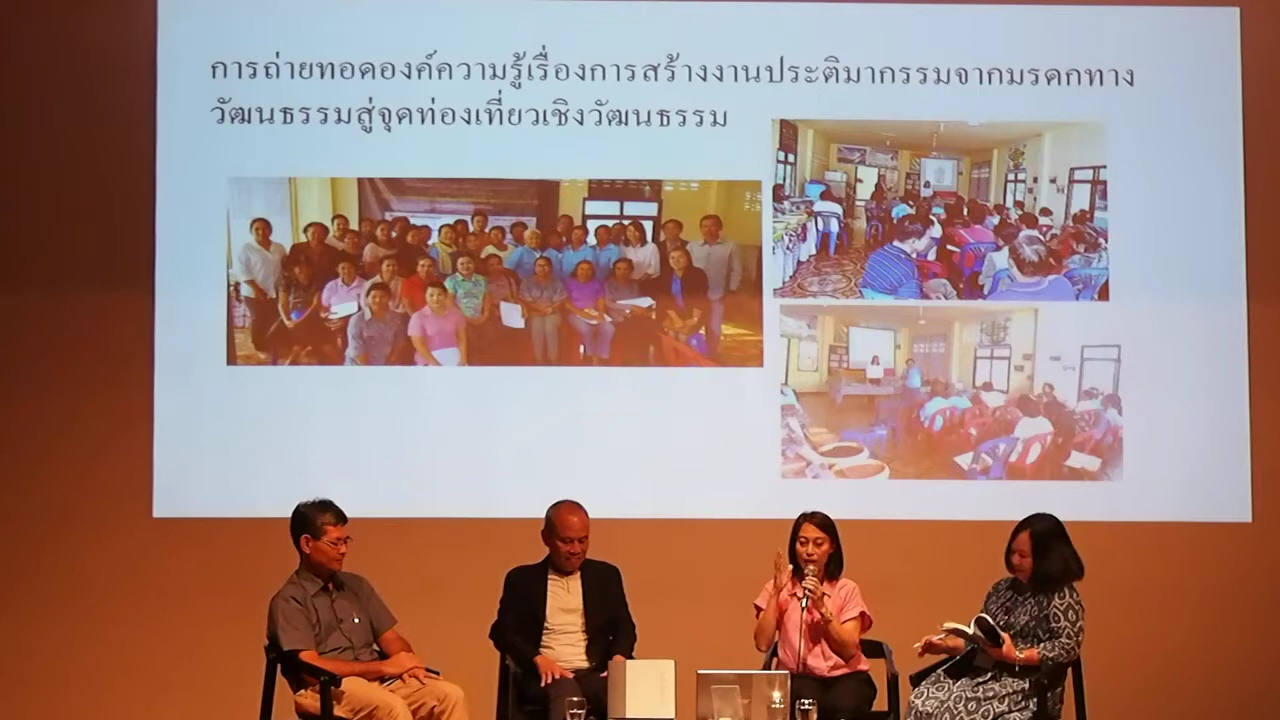 การถ่ายทอดองค์ความรู้เรื่องการสร้างงานประติมากรรมจากมรดกทาง
วัฒนธรรมสู่จุดท่องเที่ยวเชิงวัฒนธรรม